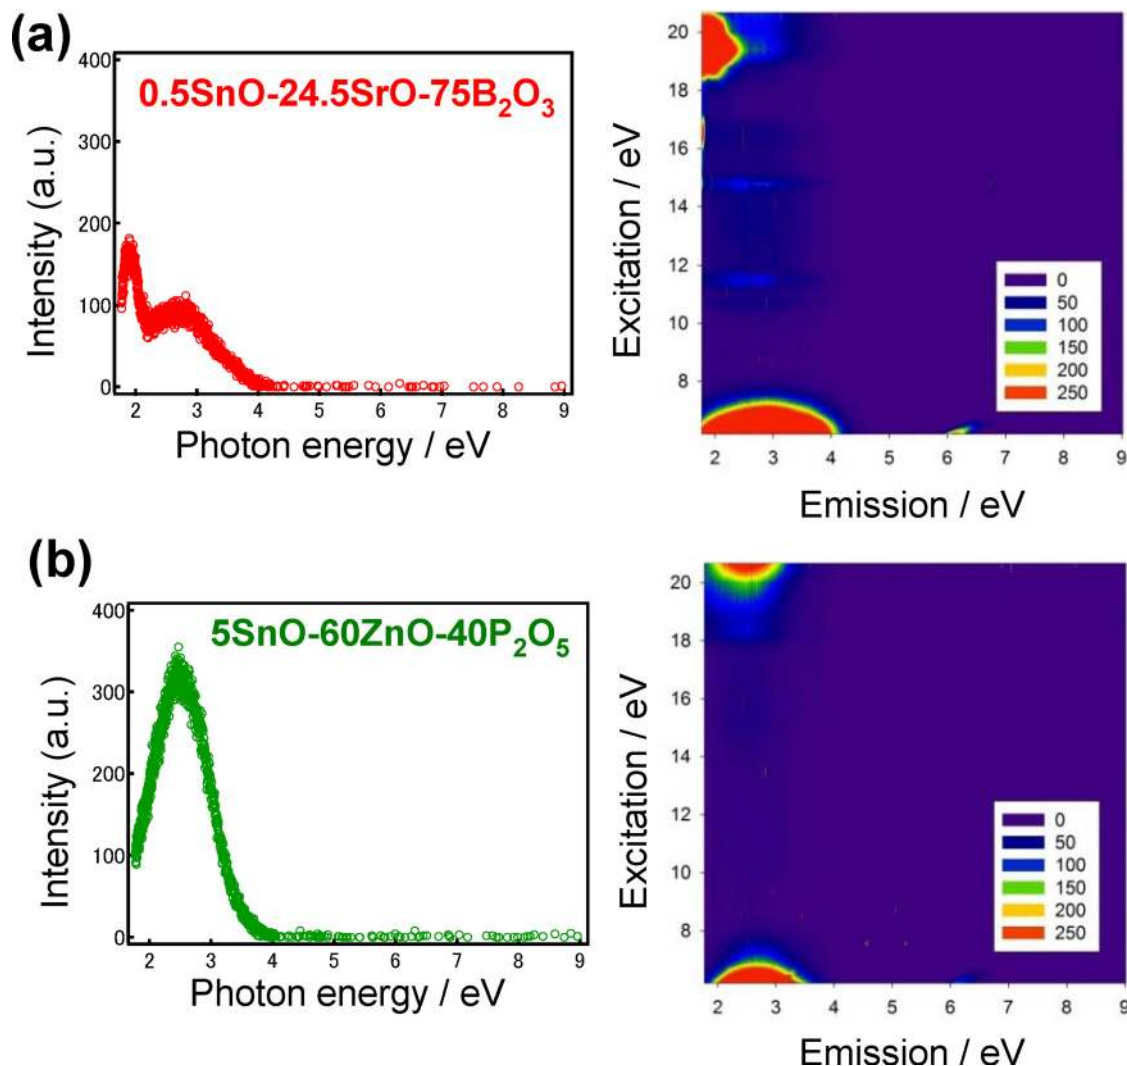 (a)
0.5SnO-24.5SrO-75B₂O₃
Intensity (a.u.)
400
300
200
100
0
2 3 4 5 6 7 8 9
Photon energy / eV
Excitation / eV
20
18
16
14
12
10
8
0
50
100
150
200
250
2 3 4 5 6 7 8 9
Emission / eV
(b)
5SnO-60ZnO-40P₂O₅
Intensity (a.u.)
400
300
200
100
0
2 3 4 5 6 7 8 9
Photon energy / eV
Excitation / eV
20
18
16
14
12
10
8
0
50
100
150
200
250
2 3 4 5 6 7 8 9
Emission / eV